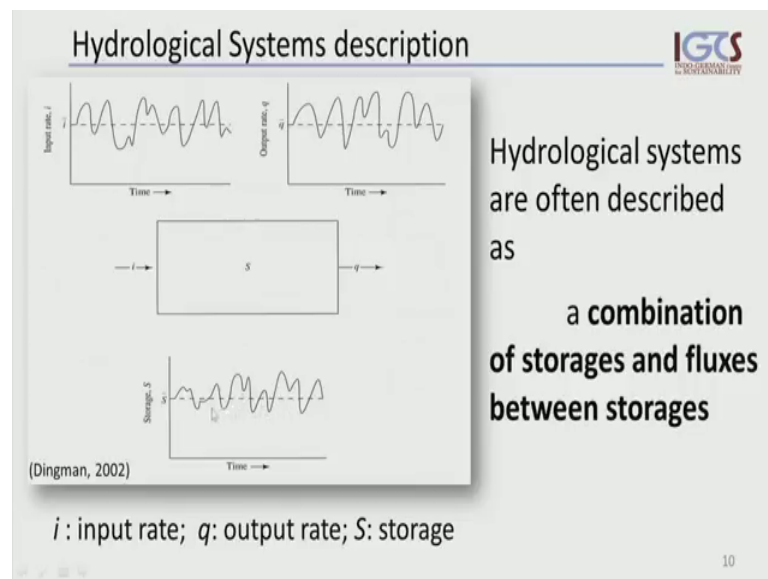 Hydrological Systems description
IGCS
INDO-GERMAN CENTRE
for SUSTAINABILITY
Input rate, i
Time
Output rate, q
Time
i
S
q
Storage, S
Time
(Dingman, 2002)
Hydrological systems
are often described
as
a combination
of storages and fluxes
between storages
i : input rate; q: output rate; S: storage
10